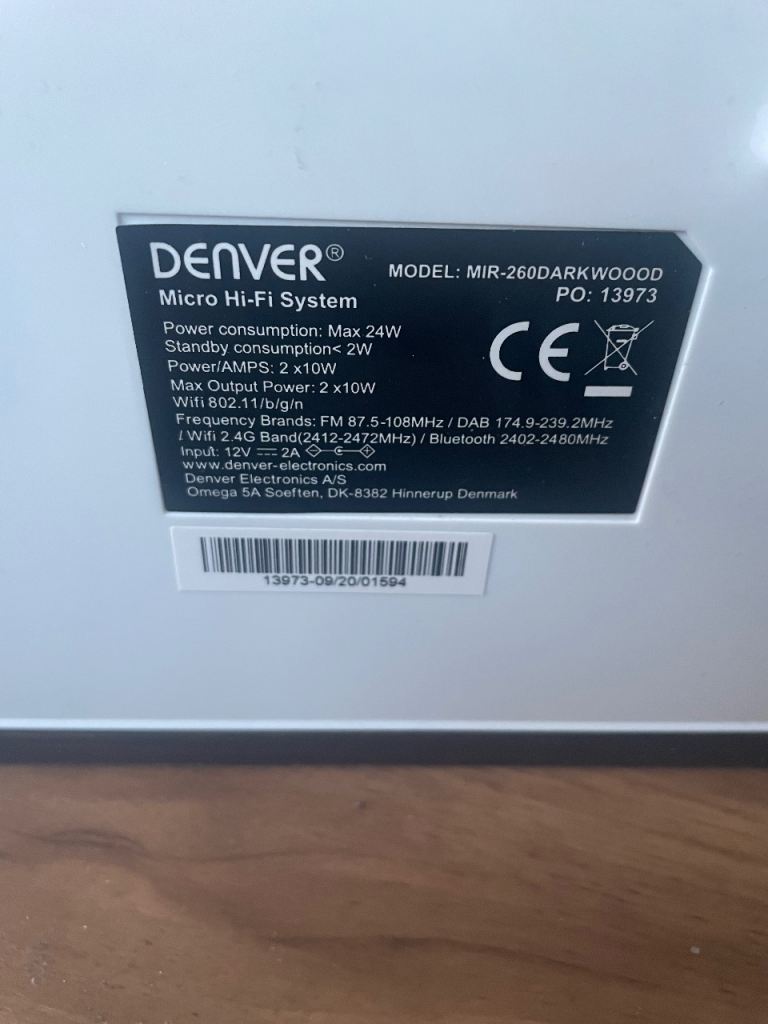 DENVER®
MODEL: MIR-260DARKWOOOD
Micro Hi-Fi System
PO: 13973
Power consumption: Max 24W
Standby consumption< 2W
Power/AMPS: 2 x10W
Max Output Power: 2 x10W
Wifi 802.11/b/g/n
CE
Frequency Brands: FM 87.5-108MHz / DAB 174.9-239.2MHz
/ Wifi 2.4G Band(2412-2472MHz) / Bluetooth 2402-2480MHz
Input: 12V ⎓ 2A
www.denver-electronics.com
Denver Electronics A/S
Omega 5A Soeften, DK-8382 Hinnerup Denmark
13973-09/20/01594